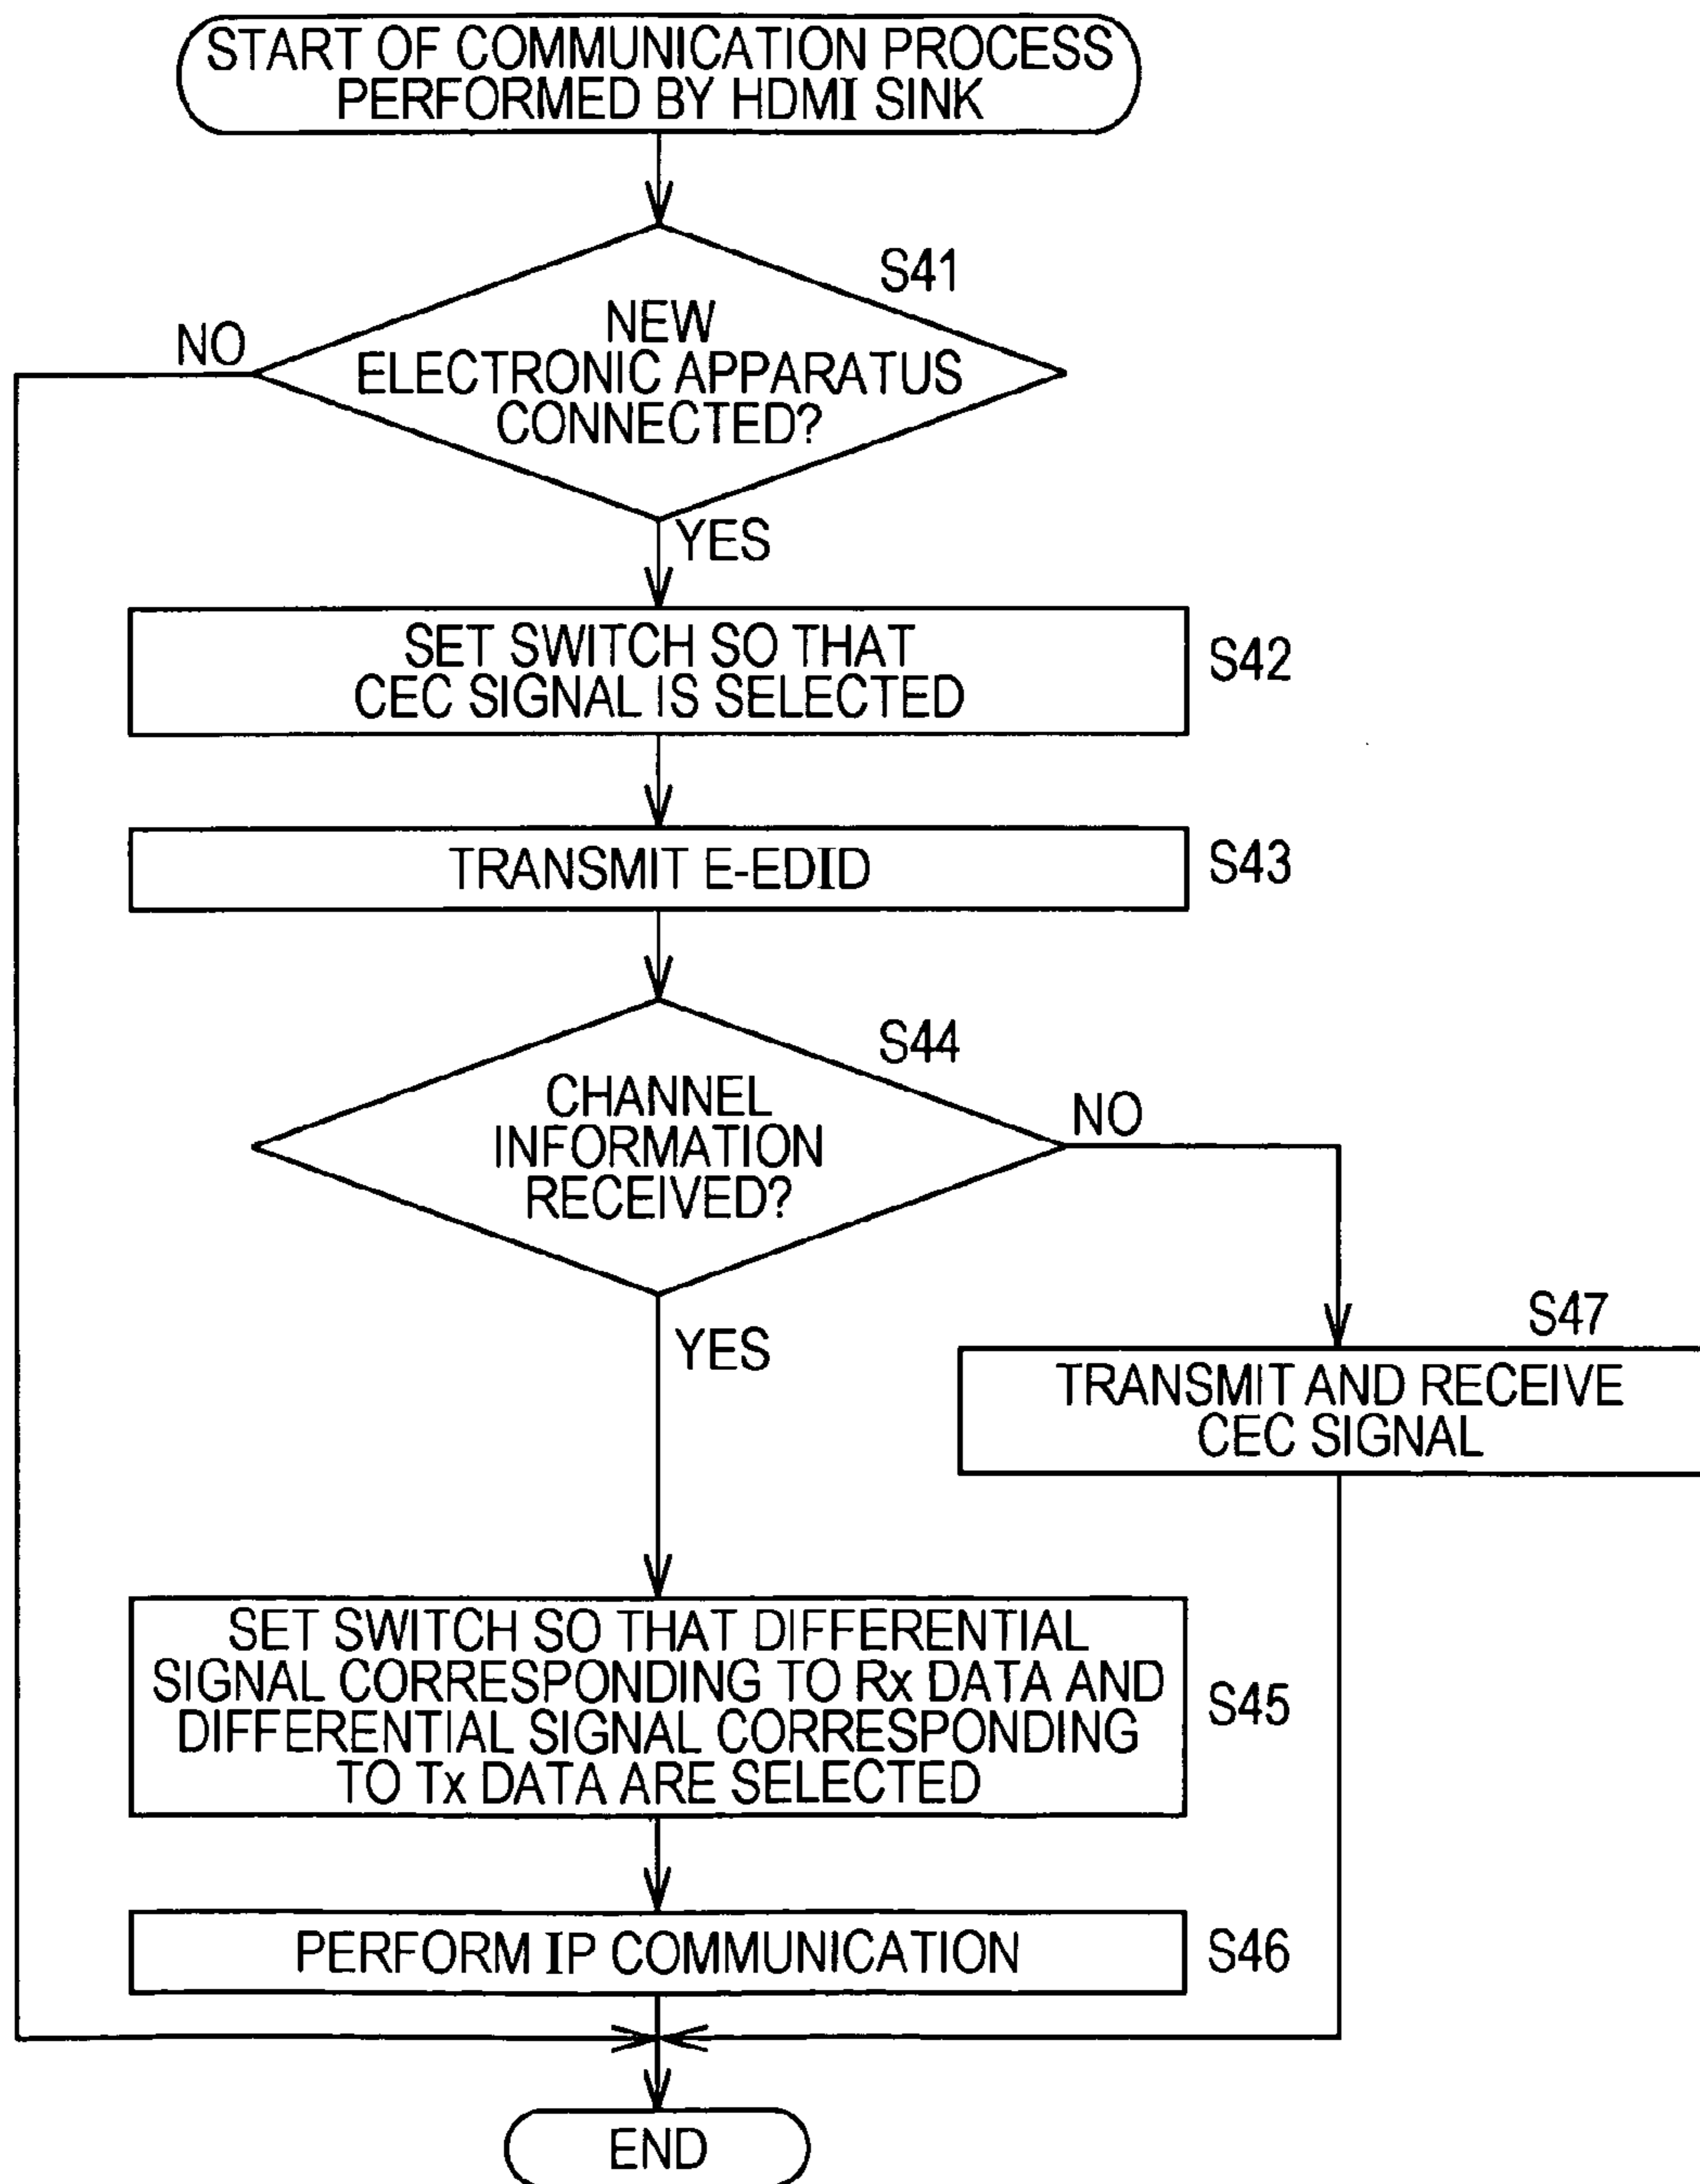 START OF COMMUNICATION PROCESS
PERFORMED BY HDMI SINK
S41
NEW
ELECTRONIC APPARATUS
CONNECTED?
NO
YES
SET SWITCH SO THAT
CEC SIGNAL IS SELECTED
S42
TRANSMIT E-EDID
S43
S44
CHANNEL
INFORMATION
RECEIVED?
NO
YES
S47
TRANSMIT AND RECEIVE
CEC SIGNAL
SET SWITCH SO THAT DIFFERENTIAL
SIGNAL CORRESPONDING TO Rx DATA AND
DIFFERENTIAL SIGNAL CORRESPONDING
TO Tx DATA ARE SELECTED
S45
PERFORM IP COMMUNICATION
S46
END